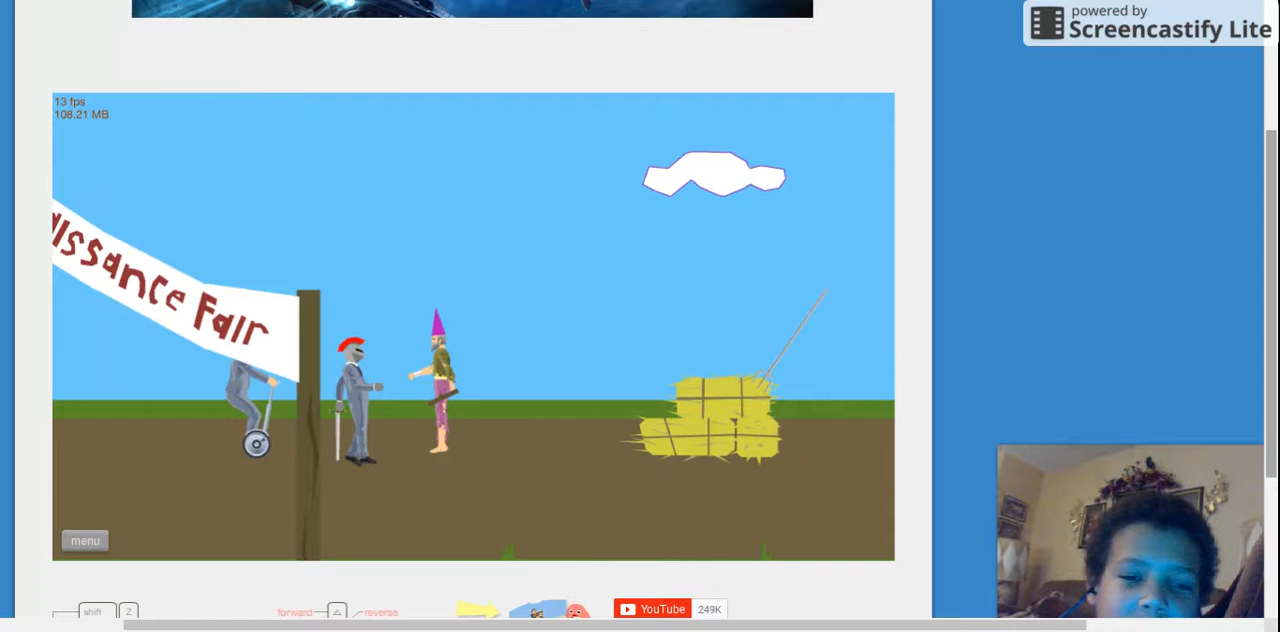 powered by
Screencastify Lite
13 fps
108.21 MB
issance Fair
menu
shift
Z
forward
reverse
YouTube
249K